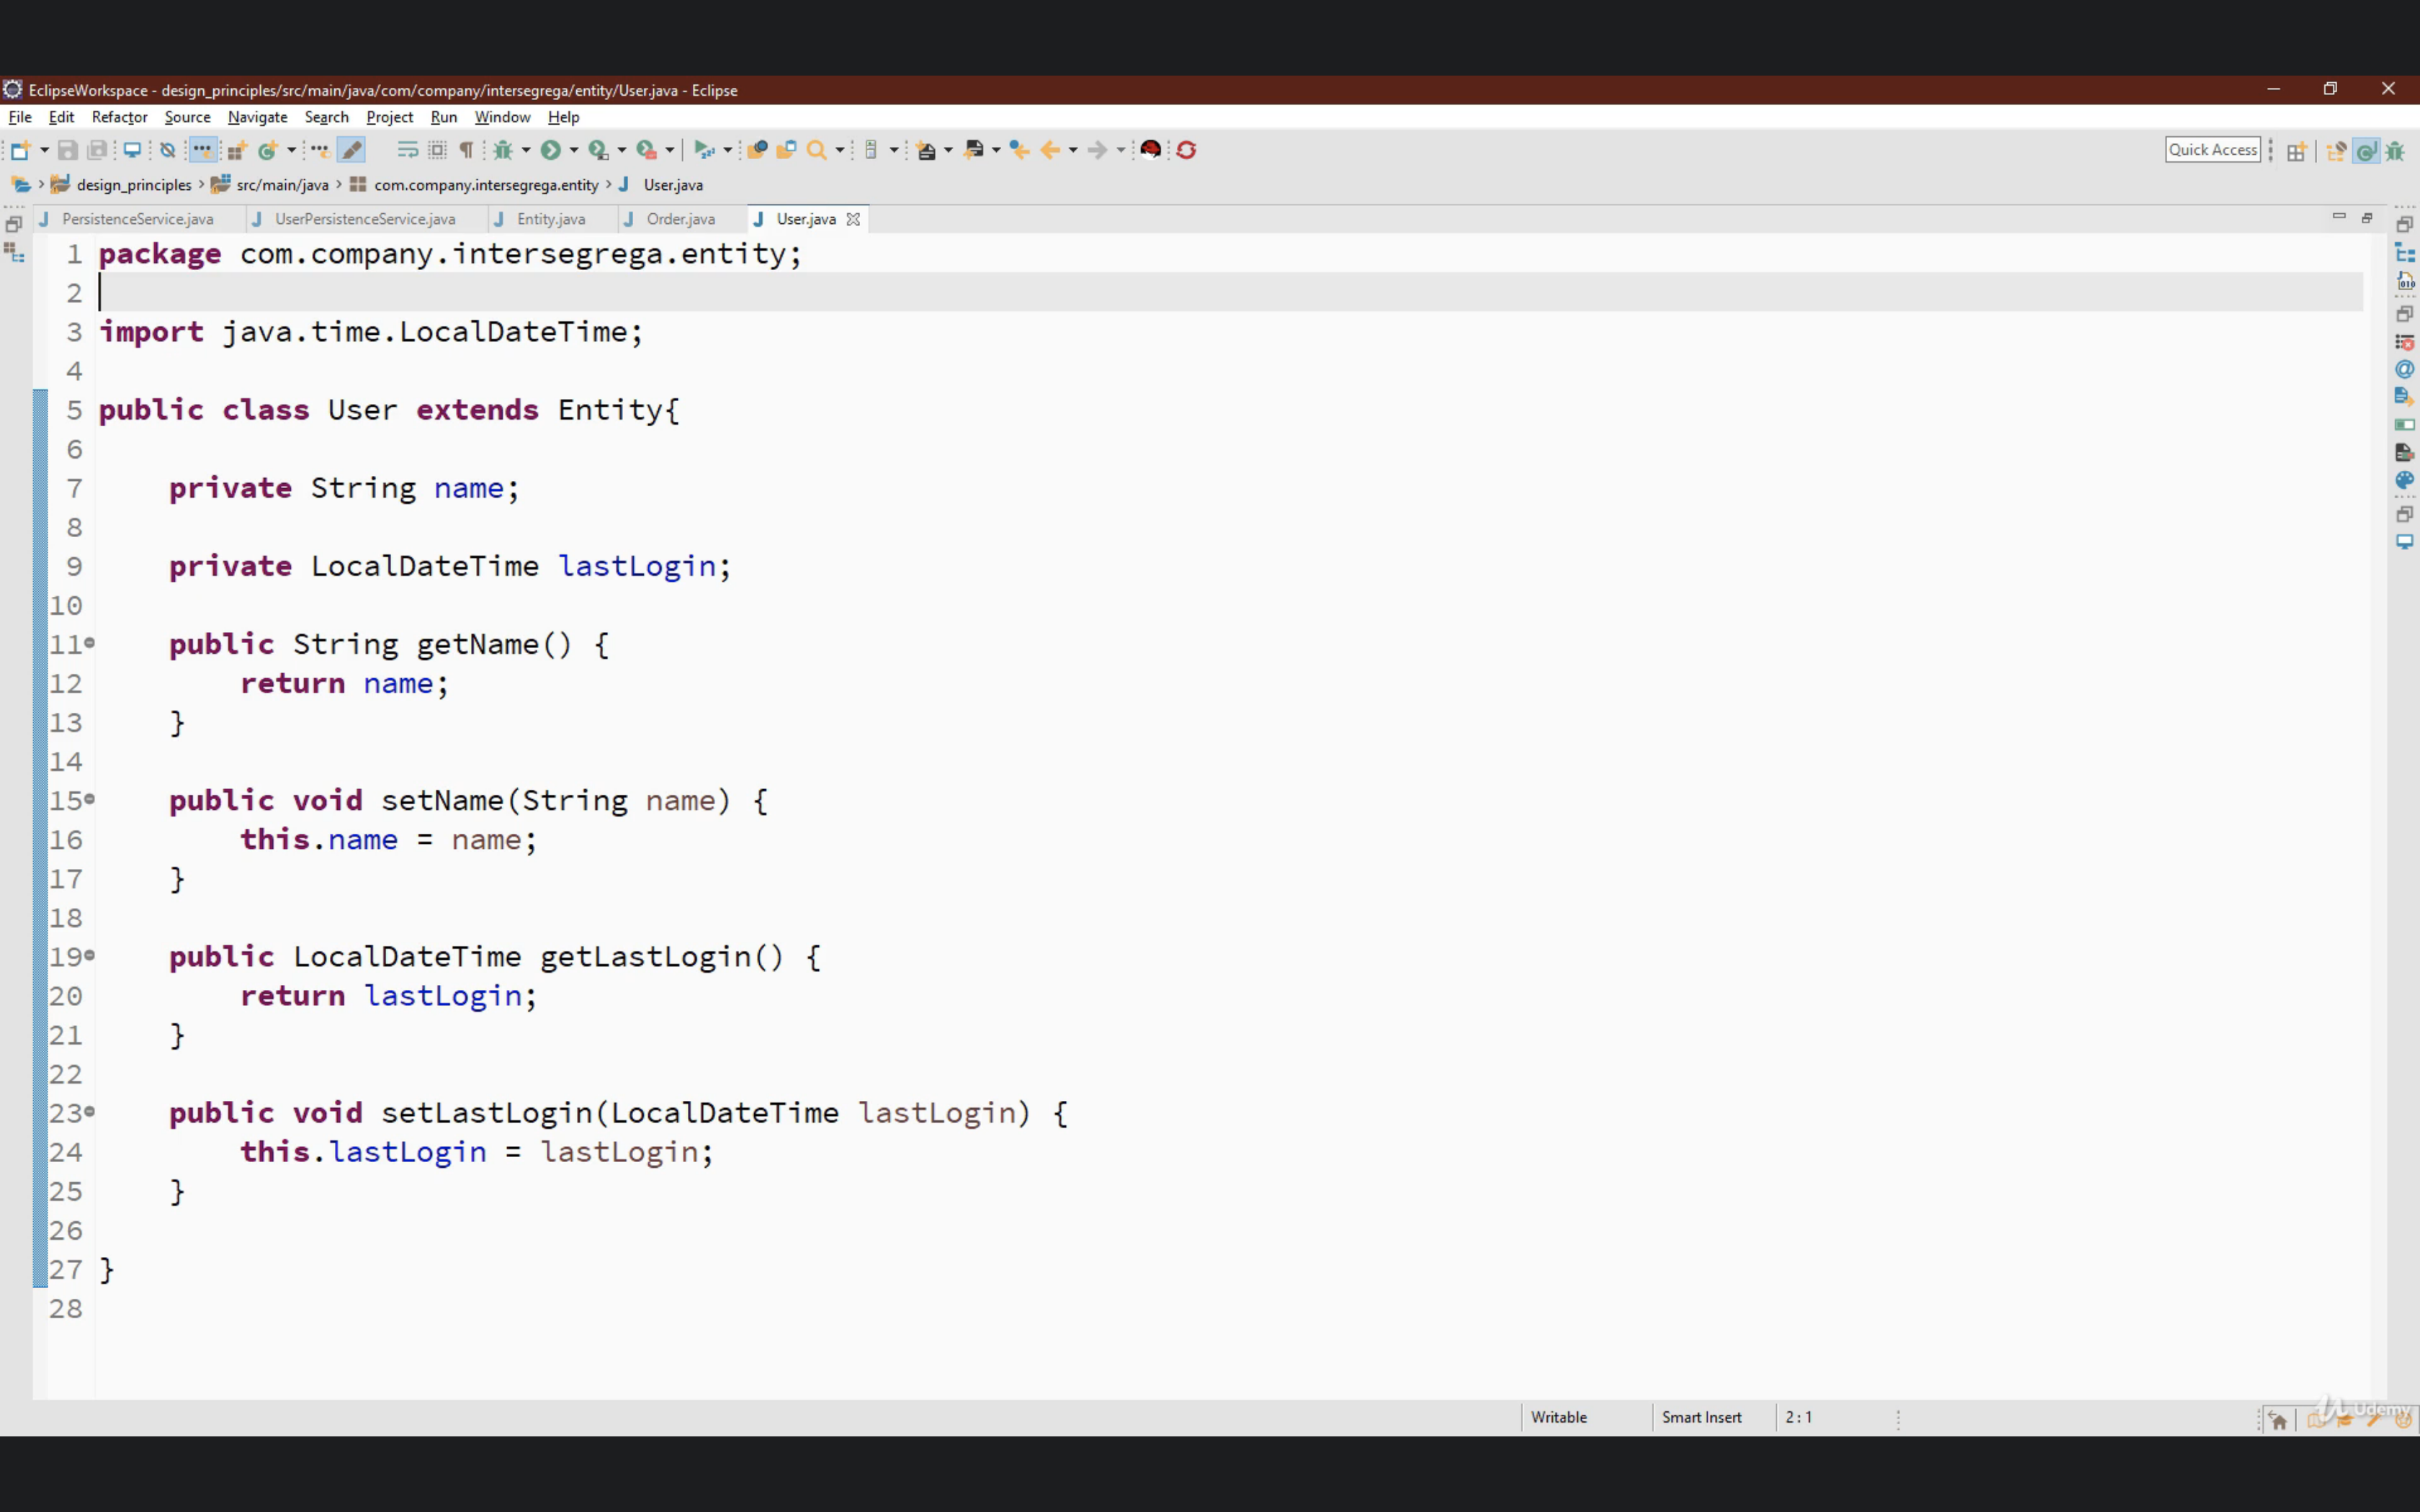 EclipseWorkspace - design_principles/src/main/java/com/company/intersegrega/entity/User.java - Eclipse
File Edit Refactor Source Navigate Search Project Run Window Help
Quick Access
design_principles src/main/java com.company.intersegrega.entity User.java
PersistenceService.java UserPersistenceService.java Entity.java Order.java User.java
1 package com.company.intersegrega.entity;
2
3 import java.time.LocalDateTime;
4
5 public class User extends Entity{
6
7 private String name;
8
9 private LocalDateTime lastLogin;
10
11 public String getName() {
12 return name;
13 }
14
15 public void setName(String name) {
16 this.name = name;
17 }
18
19 public LocalDateTime getLastLogin() {
20 return lastLogin;
21 }
22
23 public void setLastLogin(LocalDateTime lastLogin) {
24 this.lastLogin = lastLogin;
25 }
26
27 }
28
Writable Smart Insert 2 : 1
Udemy